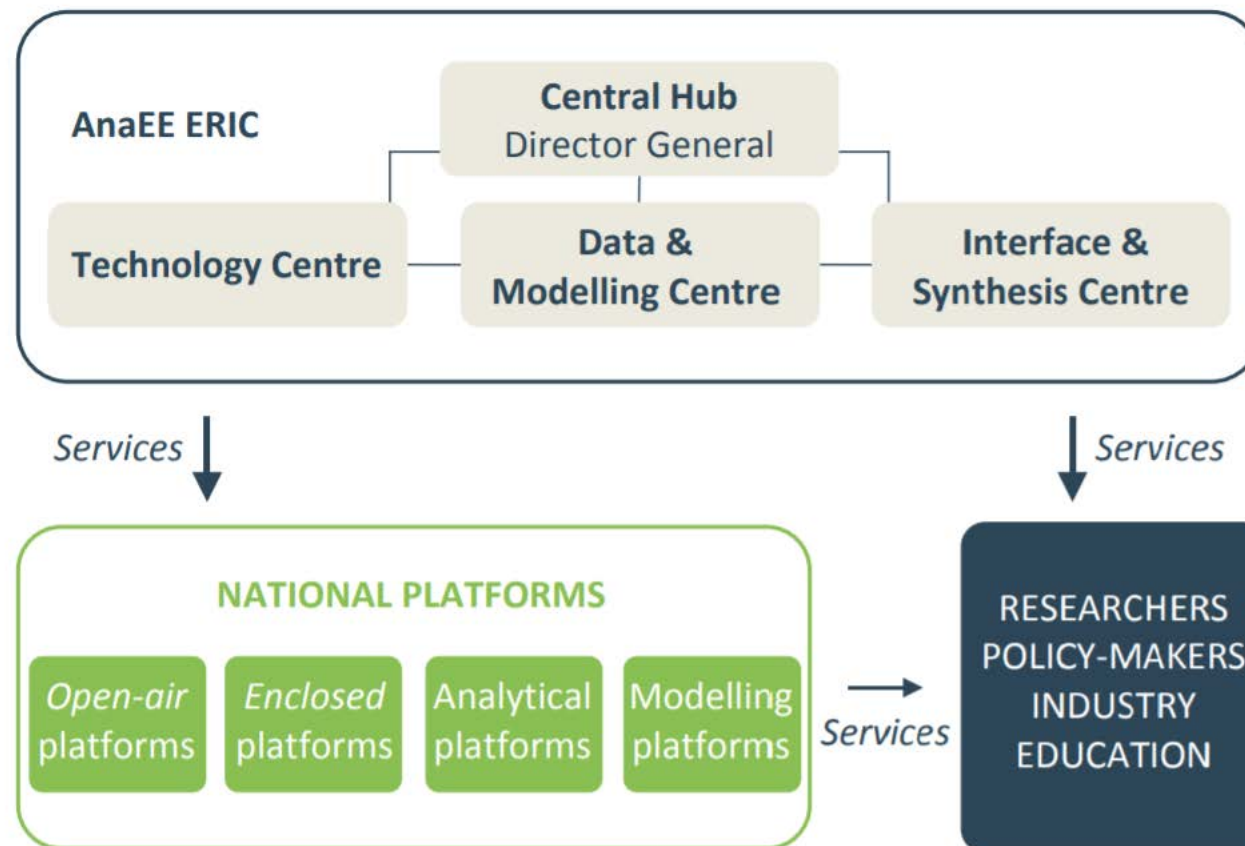 AnaEE ERIC
Central Hub
Director General
Technology Centre
Data &
Modelling Centre
Interface &
Synthesis Centre
Services
Services
NATIONAL PLATFORMS
Open-air
platforms
Enclosed
platforms
Analytical
platforms
Modelling
platforms
Services
RESEARCHERS
POLICY-MAKERS
INDUSTRY
EDUCATION